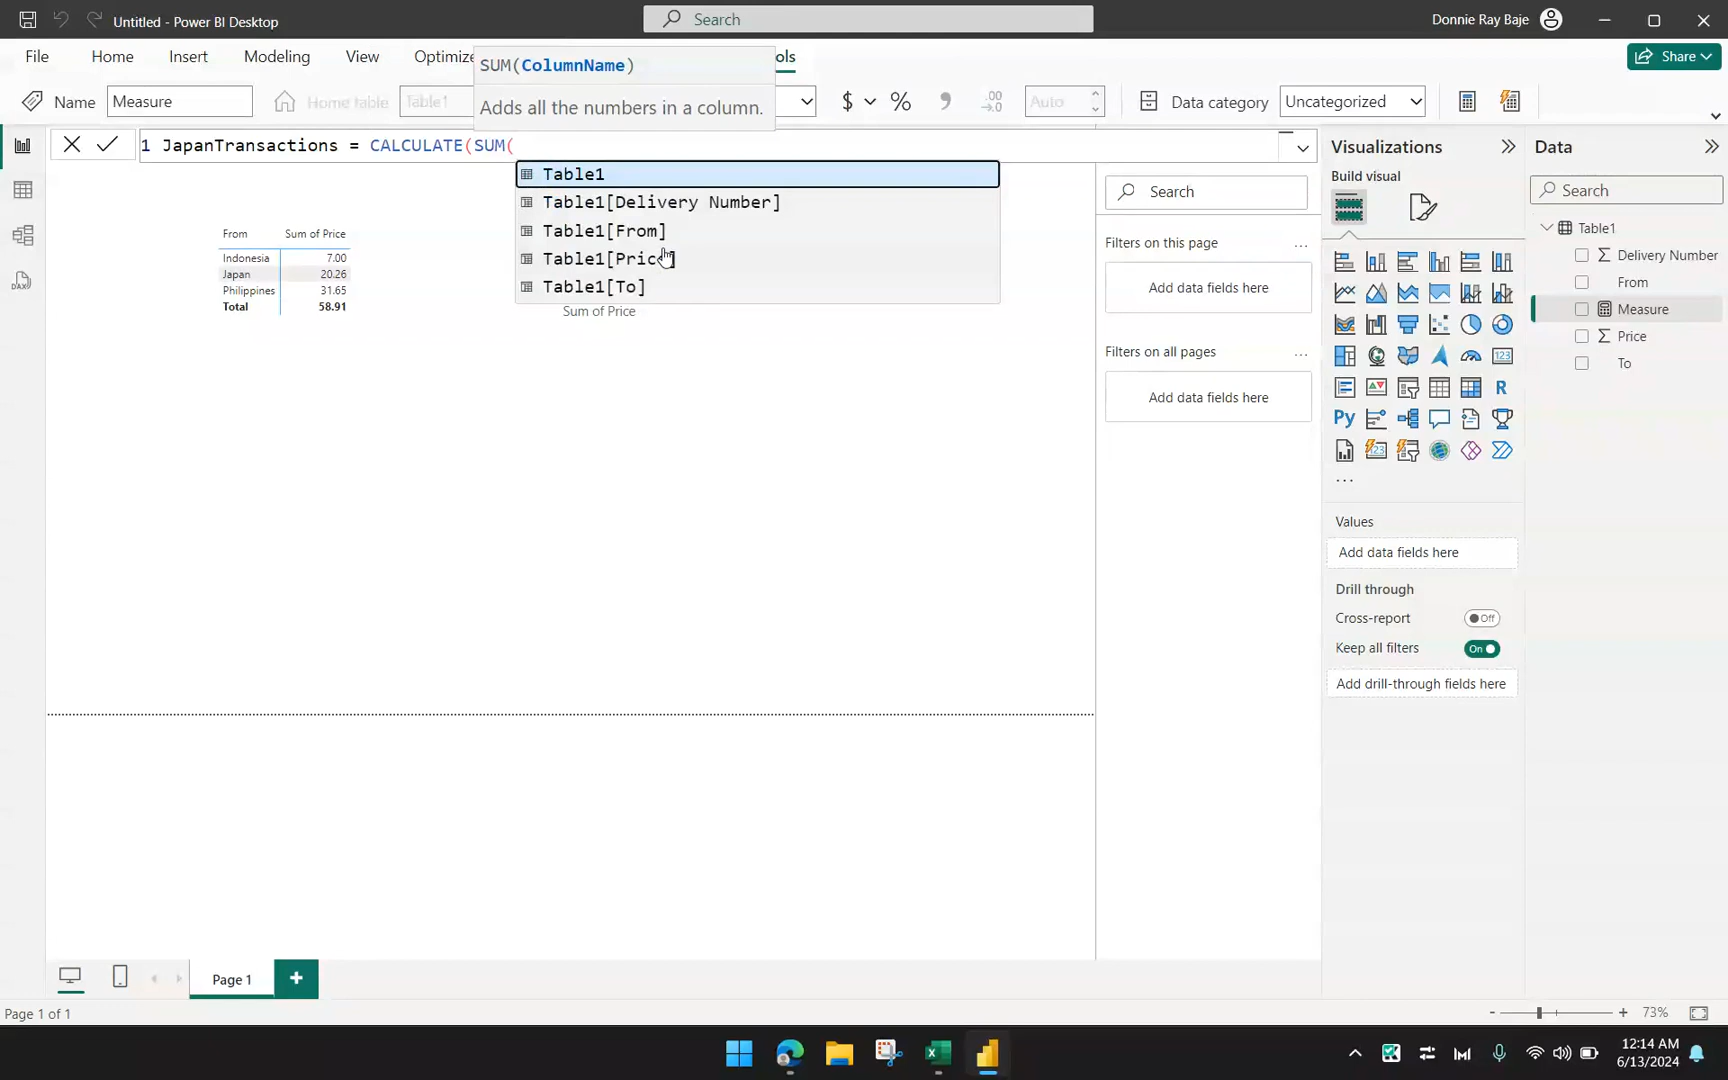 Untitled - Power BI Desktop
Search
Donnie Ray Baje
File
Home
Insert
Modeling
View
Optimize
ols
Share
SUM(ColumnName)
Adds all the numbers in a column.
Name
Measure
Home table
Table1
$
%
Auto
Data category
Uncategorized
1 JapanTransactions = CALCULATE(SUM(
Table1
Table1[Delivery Number]
Table1[From]
Table1[Price]
Table1[To]
From Sum of Price
Indonesia 7.00
Japan 20.26
Philippines 31.65
Total 58.91
Sum of Price
Search
Filters on this page
...
Add data fields here
Filters on all pages
...
Add data fields here
Visualizations
Build visual
123
R
Py
123
...
Values
Add data fields here
Drill through
Cross-report
Off
Keep all filters
On
Add drill-through fields here
Data
Search
Table1
Delivery Number
From
Measure
Price
To
Page 1
+
Page 1 of 1
-
+
73%
12:14 AM
6/13/2024